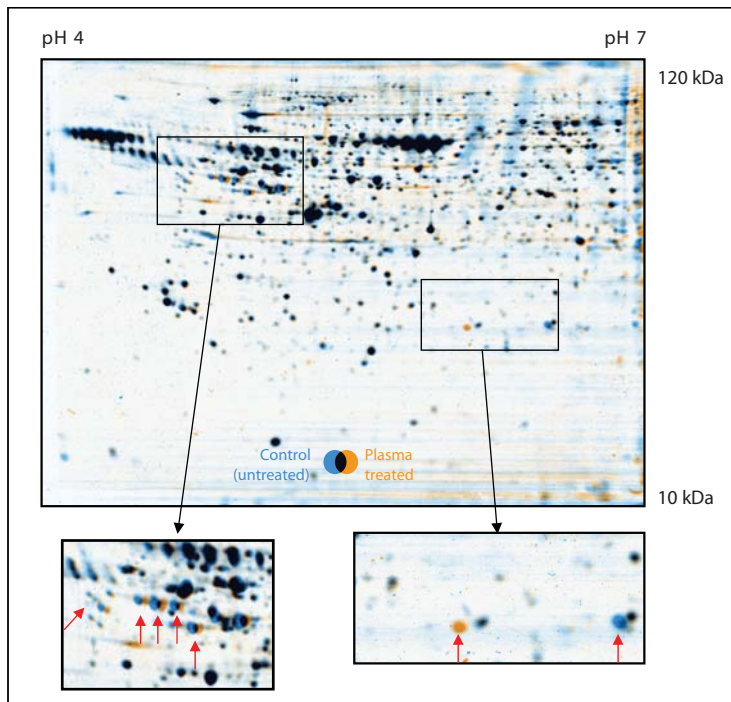 pH 4
pH 7
120 kDa
Control
(untreated)
Plasma
treated
10 kDa